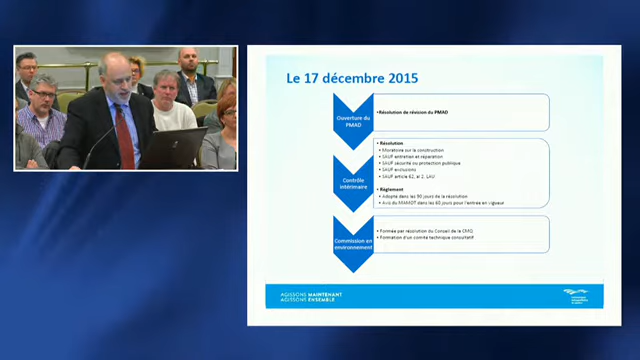 Le 17 décembre 2015
Ouverture du
PMAD
•Résolution de révision du PMAD
Contrôle
intérimaire
• Résolution
• Moratoire sur la construction
• SAUF entretien et réparation
• SAUF sécurité ou protection publique
• SAUF exclusions
• SAUF article 62, al 2, LAU
• Règlement
• Adopté dans les 90 jours de la résolution
• Avis du MAMOT dans les 60 jours pour l'entrée en vigueur
Commission en
environnement
• Formée par résolution du Conseil de la CMQ
• Formation d'un comité technique consultatif
AGISSONS MAINTENANT
AGISSONS ENSEMBLE